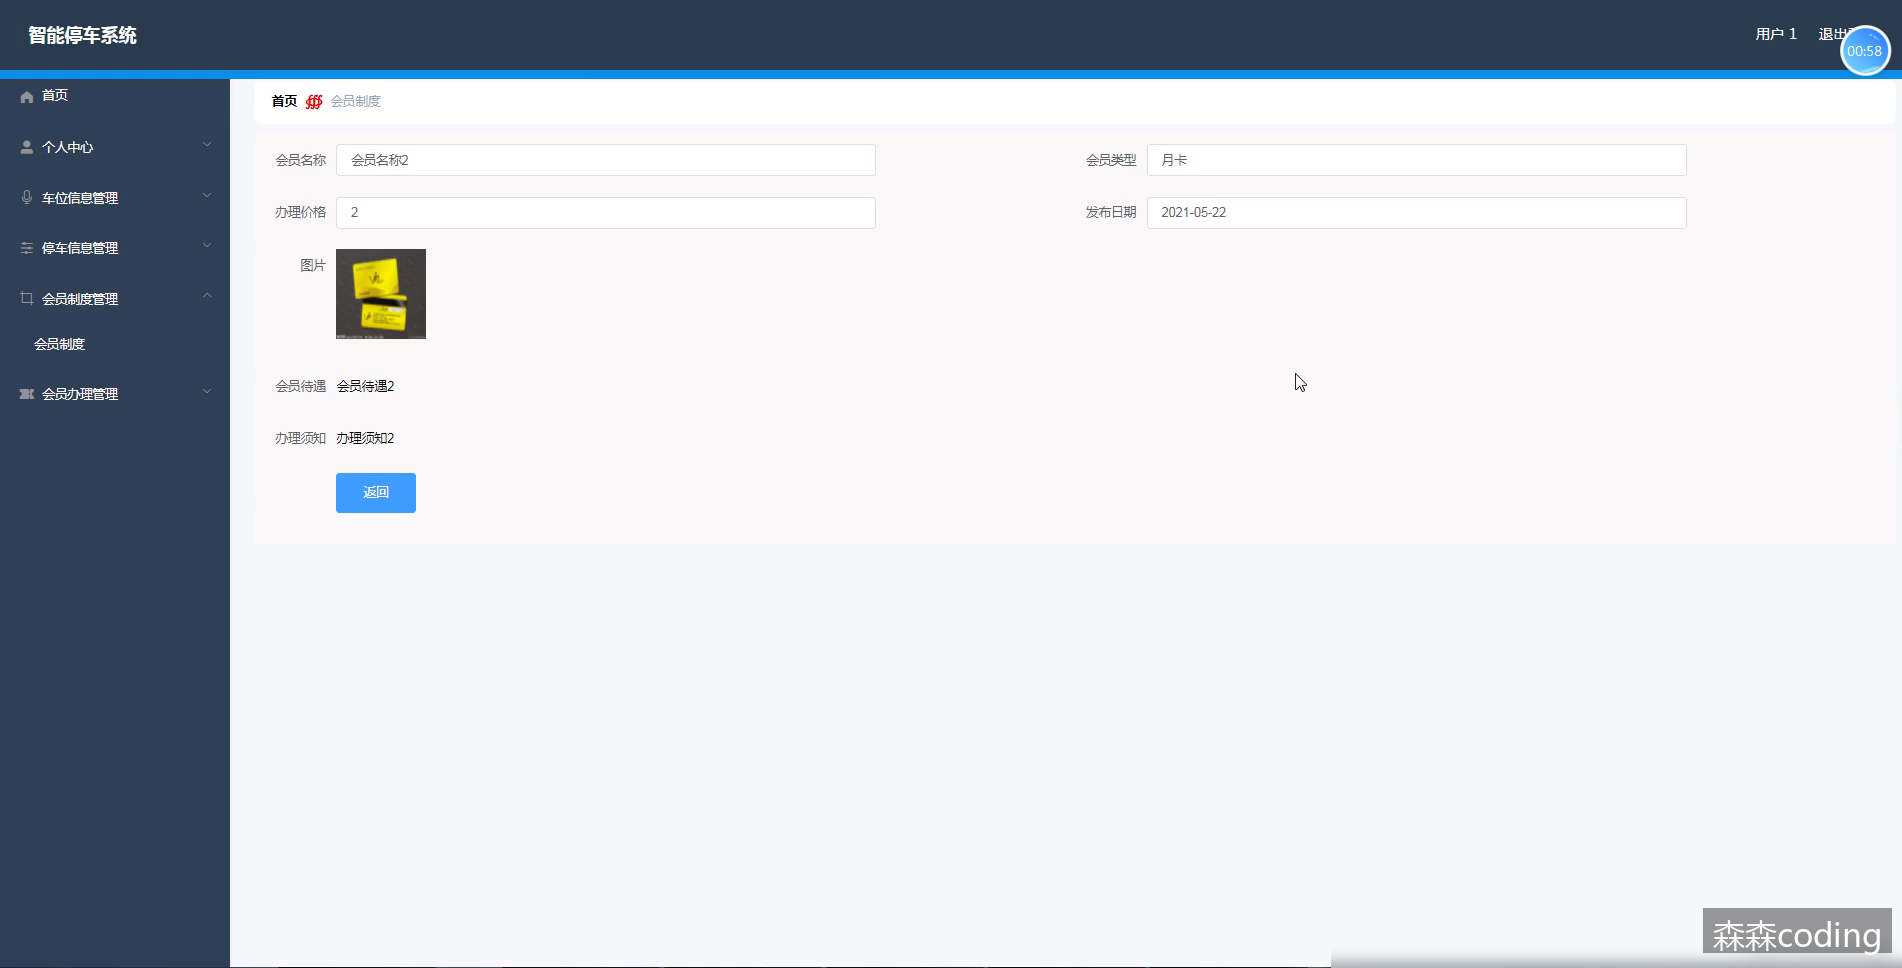 智能停车系统
用户 1 退出
00:58
首页
个人中心
车位信息管理
停车信息管理
会员制度管理
会员制度
会员办理管理
首页 会员制度
会员名称 会员名称2 会员类型 月卡
办理价格 2 发布日期 2021-05-22
图片
会员待遇 会员待遇2
办理须知 办理须知2
返回
森森coding